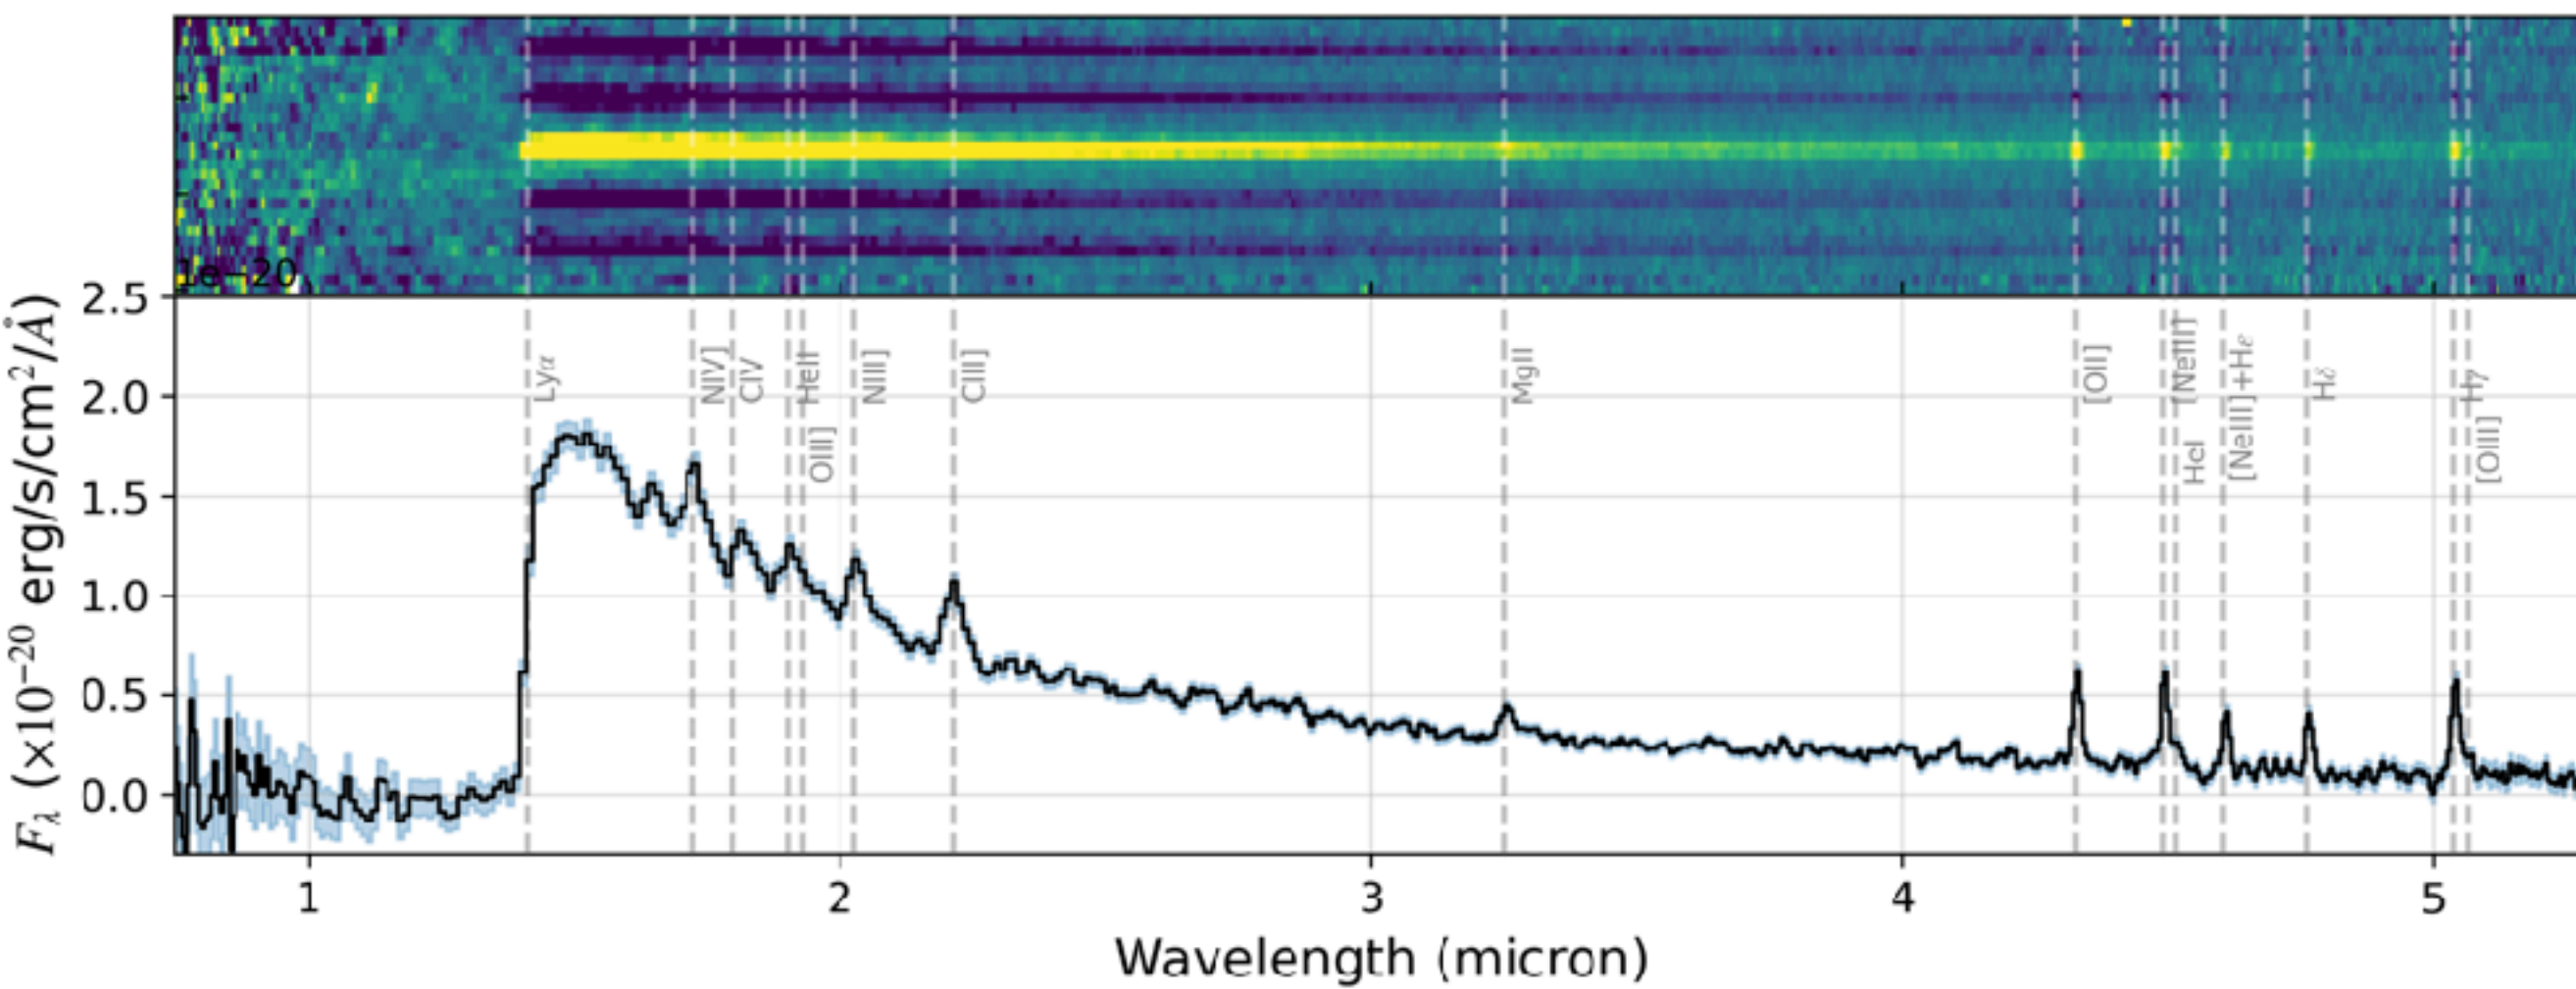 1e−20
2.5
2.0
1.5
1.0
0.5
0.0
F_λ (×10⁻²⁰ erg/s/cm²/Å)
Lyα
NIV]
CIV
HeII
OIII]
NIII]
CIII]
MgII
[OII]
[NeIII]
HeI
[NeIII]+Hε
Hδ
Hγ
[OIII]
1 2 3 4 5
Wavelength (micron)